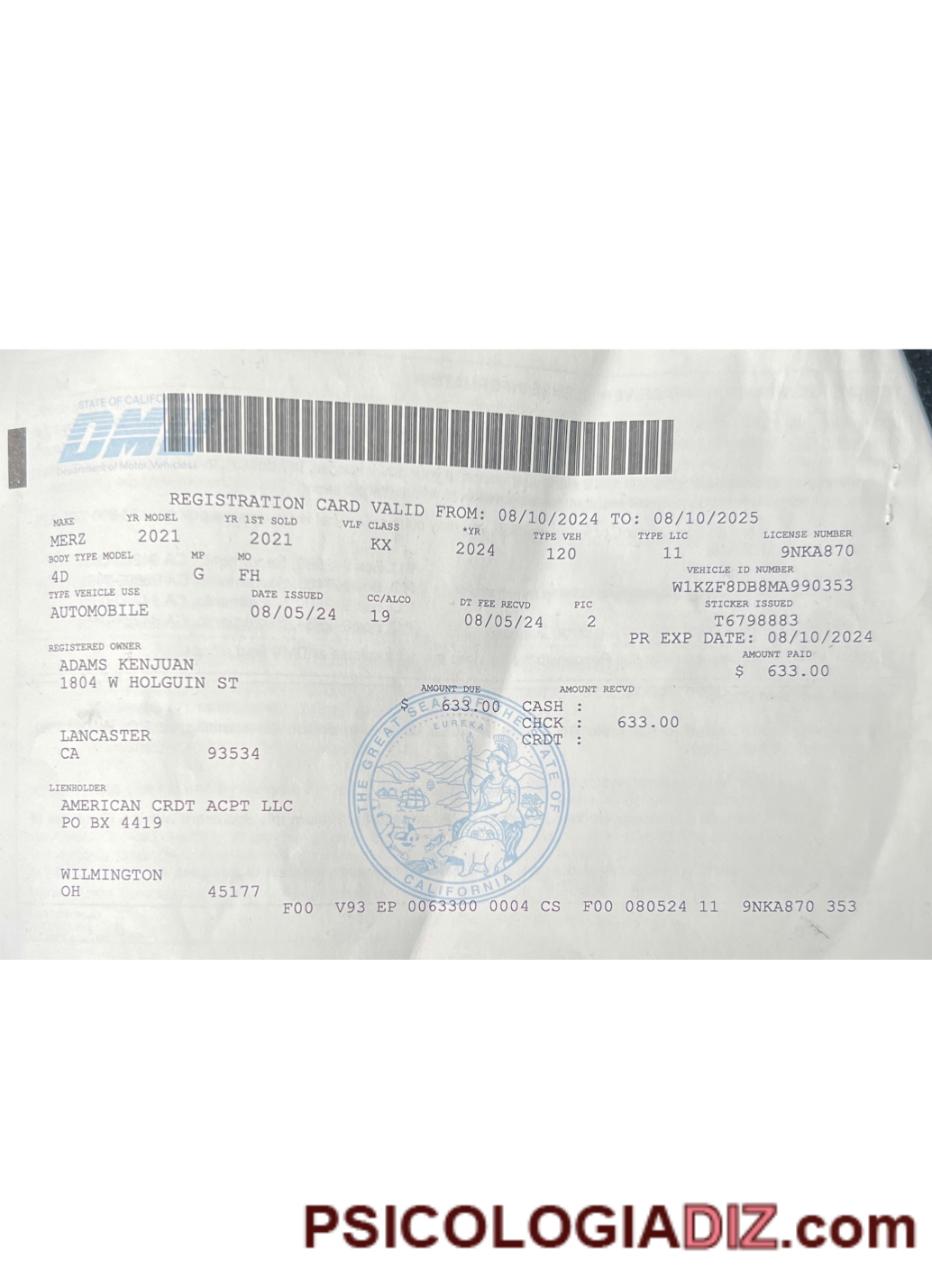 STATE OF CALIFO
DMV
Department of Motor Vehicles
REGISTRATION CARD VALID FROM: 08/10/2024 TO: 08/10/2025
MAKE YR MODEL YR 1ST SOLD VLF CLASS *YR TYPE VEH TYPE LIC LICENSE NUMBER
MERZ 2021 2021 KX 2024 120 11 9NKA870
BODY TYPE MODEL MP MO VEHICLE ID NUMBER
4D G FH W1KZF8DB8MA990353
TYPE VEHICLE USE DATE ISSUED CC/ALCO DT FEE RECVD PIC STICKER ISSUED
AUTOMOBILE 08/05/24 19 08/05/24 2 T6798883
PR EXP DATE: 08/10/2024
REGISTERED OWNER AMOUNT PAID
ADAMS KENJUAN $ 633.00
1804 W HOLGUIN ST
AMOUNT DUE AMOUNT RECVD
$ 633.00 CASH :
CHCK : 633.00
CRDT :
LANCASTER
CA 93534
LIENHOLDER
AMERICAN CRDT ACPT LLC
PO BX 4419
WILMINGTON
OH 45177
THE GREAT SEAL OF THE STATE OF CALIFORNIA
EUREKA
F00 V93 EP 0063300 0004 CS F00 080524 11 9NKA870 353
PSICOLOGIADIZ.com